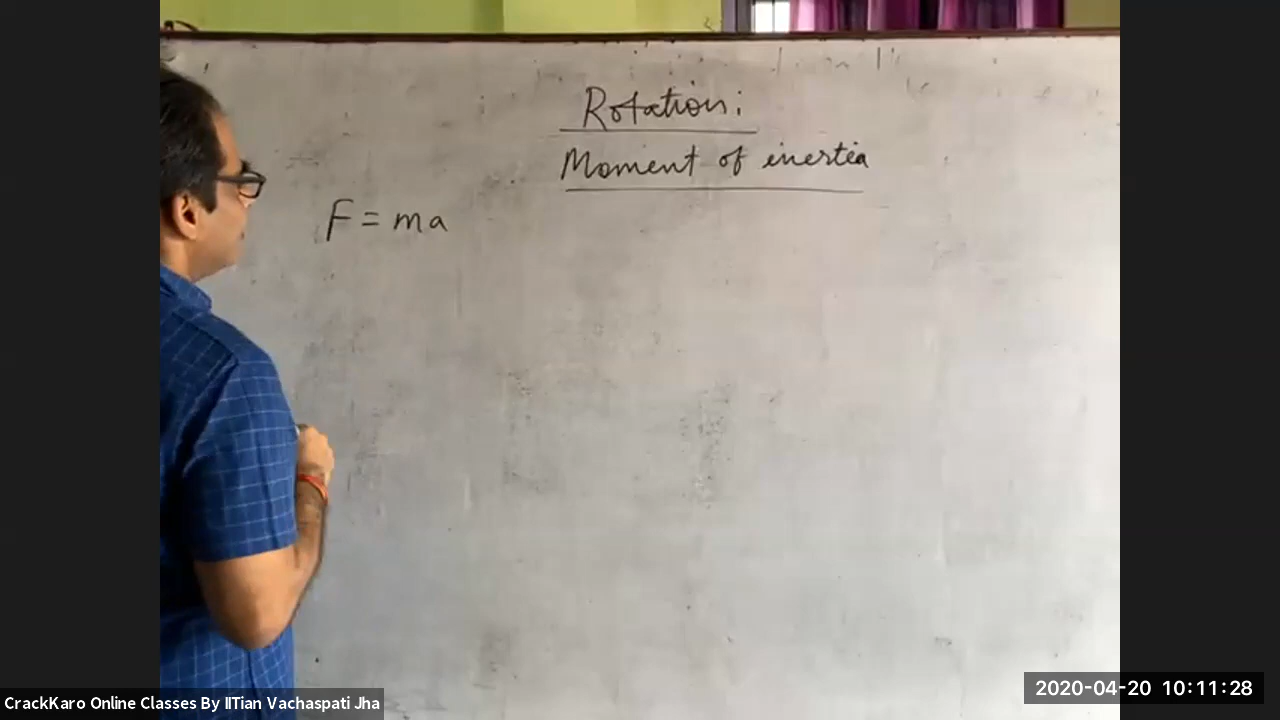 Rotation:
Moment of inertia
F = ma
CrackKaro Online Classes By IITian Vachaspati Jha
2020-04-20 10:11:28